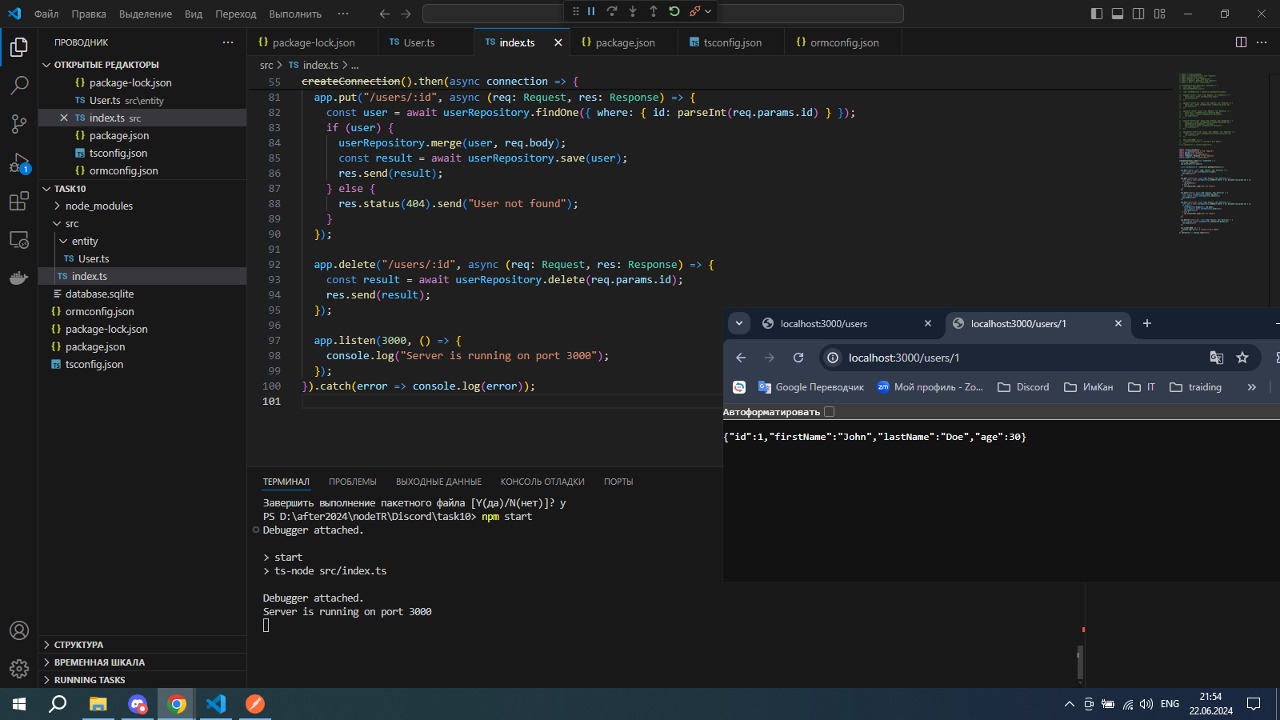 Файл Правка Выделение Вид Переход Выполнить ···
ПРОВОДНИК ···
ОТКРЫТЫЕ РЕДАКТОРЫ
package-lock.json
User.ts src\entity
index.ts src
package.json
tsconfig.json
ormconfig.json
TASK10
node_modules
src
entity
User.ts
index.ts
database.sqlite
ormconfig.json
package-lock.json
package.json
tsconfig.json
СТРУКТУРА
ВРЕМЕННАЯ ШКАЛА
RUNNING TASKS
package-lock.json User.ts index.ts package.json tsconfig.json ormconfig.json
src > TS index.ts > ...
55 createConnection().then(async connection => {
81 app.put("/users/:id", async (req: Request, res: Response) => {
82 const user = await userRepository.findOne({ where: { id: parseInt(req.params.id) } });
83 if (user) {
84 userRepository.merge(user, req.body);
85 const result = await userRepository.save(user);
86 res.send(result);
87 } else {
88 res.status(404).send("User not found");
89 }
90 });
91
92 app.delete("/users/:id", async (req: Request, res: Response) => {
93 const result = await userRepository.delete(req.params.id);
94 res.send(result);
95 });
96
97 app.listen(3000, () => {
98 console.log("Server is running on port 3000");
99 });
100 }).catch(error => console.log(error));
101
ТЕРМИНАЛ ПРОБЛЕМЫ ВЫХОДНЫЕ ДАННЫЕ КОНСОЛЬ ОТЛАДКИ ПОРТЫ
Завершить выполнение пакетного файла [Y(да)/N(нет)]? y
PS D:\after2024\nodeTR\Discord\task10> npm start
Debugger attached.
> start
> ts-node src/index.ts
Debugger attached.
Server is running on port 3000
localhost:3000/users localhost:3000/users/1
localhost:3000/users/1
Google Переводчик Мой профиль - Zo... Discord ИмКан IT traiding »
Автоформатировать
{"id":1,"firstName":"John","lastName":"Doe","age":30}
ENG
21:54
22.06.2024